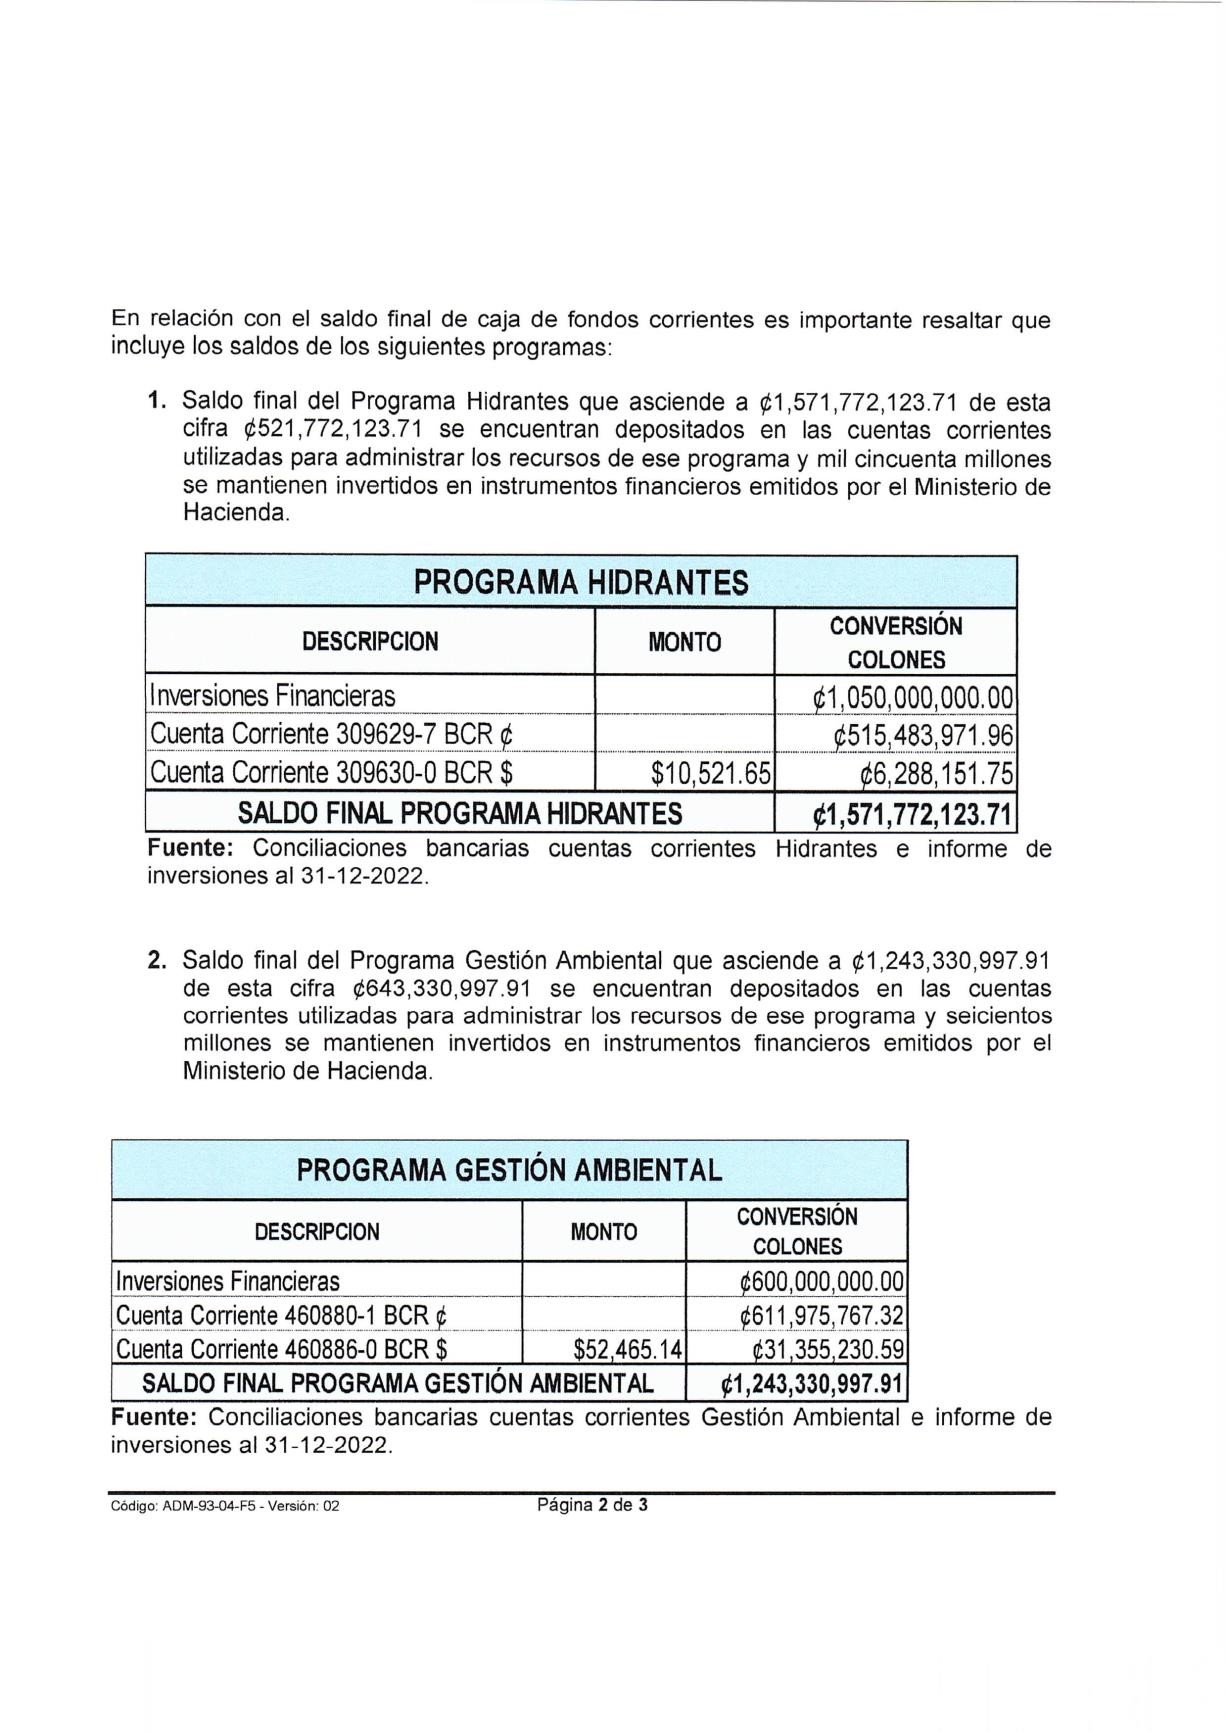 En relación con el saldo final de caja de fondos corrientes es importante resaltar que
incluye los saldos de los siguientes programas:
1. Saldo final del Programa Hidrantes que asciende a ₡1,571,772,123.71 de esta
cifra ₡521,772,123.71 se encuentran depositados en las cuentas corrientes
utilizadas para administrar los recursos de ese programa y mil cincuenta millones
se mantienen invertidos en instrumentos financieros emitidos por el Ministerio de
Hacienda.
PROGRAMA HIDRANTES
DESCRIPCION MONTO CONVERSIÓN
COLONES
Inversiones Financieras ₡1,050,000,000.00
Cuenta Corriente 309629-7 BCR ₡ ₡515,483,971.96
Cuenta Corriente 309630-0 BCR $ $10,521.65 ₡6,288,151.75
SALDO FINAL PROGRAMA HIDRANTES ₡1,571,772,123.71
Fuente: Conciliaciones bancarias cuentas corrientes Hidrantes e informe de
inversiones al 31-12-2022.
2. Saldo final del Programa Gestión Ambiental que asciende a ₡1,243,330,997.91
de esta cifra ₡643,330,997.91 se encuentran depositados en las cuentas
corrientes utilizadas para administrar los recursos de ese programa y seicientos
millones se mantienen invertidos en instrumentos financieros emitidos por el
Ministerio de Hacienda.
PROGRAMA GESTIÓN AMBIENTAL
DESCRIPCION MONTO CONVERSIÓN
COLONES
Inversiones Financieras ₡600,000,000.00
Cuenta Corriente 460880-1 BCR ₡ ₡611,975,767.32
Cuenta Corriente 460886-0 BCR $ $52,465.14 ₡31,355,230.59
SALDO FINAL PROGRAMA GESTIÓN AMBIENTAL ₡1,243,330,997.91
Fuente: Conciliaciones bancarias cuentas corrientes Gestión Ambiental e informe de
inversiones al 31-12-2022.
Código: ADM-93-04-F5 - Versión: 02 Página 2 de 3